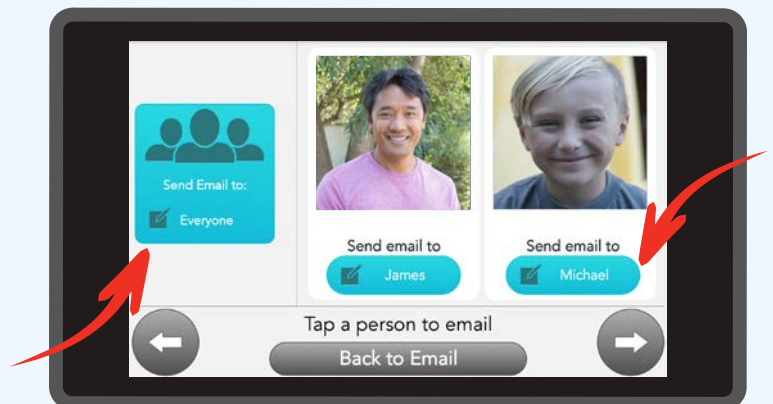 Send Email to:
Everyone
Send email to
James
Send email to
Michael
Tap a person to email
Back to Email